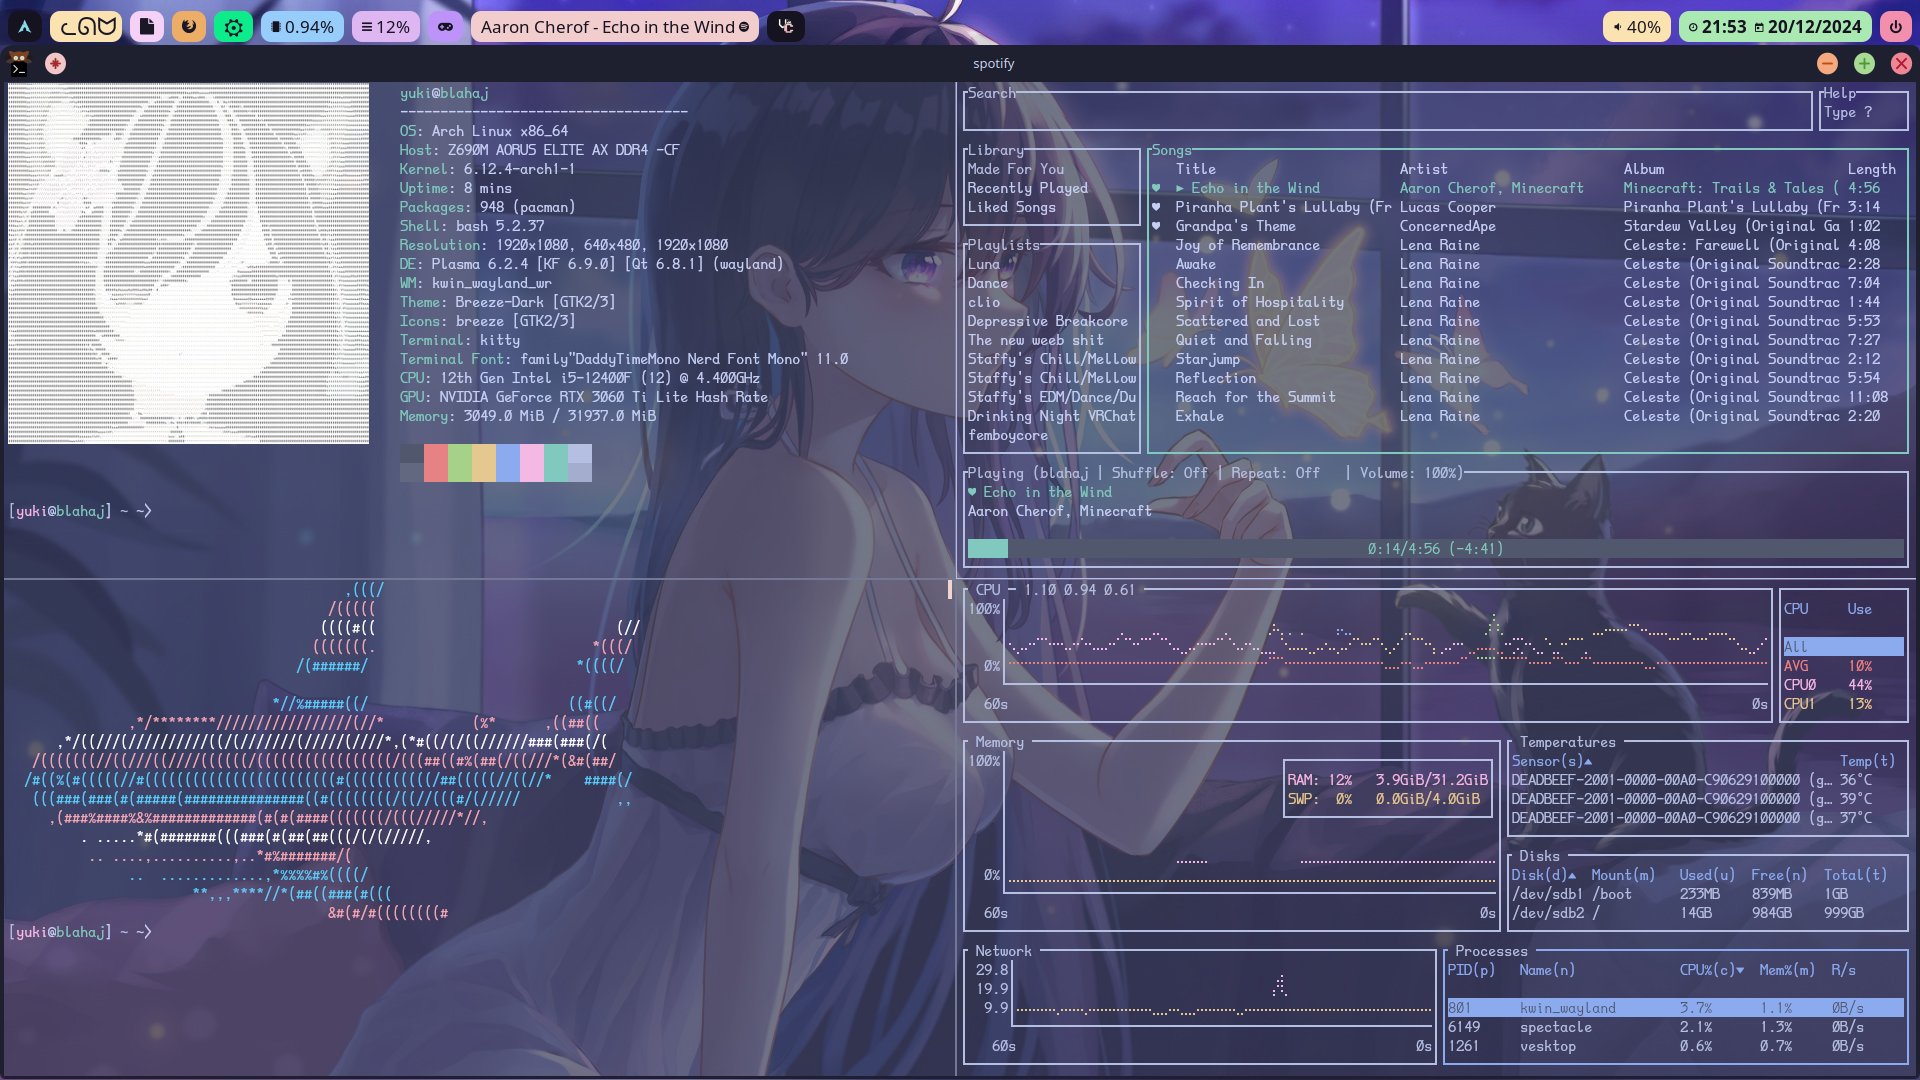 0.94%
12%
Aaron Cherof - Echo in the Wind
40%
21:53 20/12/2024
spotify
yuki@blahaj
------------------------------------
OS: Arch Linux x86_64
Host: Z690M AORUS ELITE AX DDR4 -CF
Kernel: 6.12.4-arch1-1
Uptime: 8 mins
Packages: 948 (pacman)
Shell: bash 5.2.37
Resolution: 1920x1080, 640x480, 1920x1080
DE: Plasma 6.2.4 [KF 6.9.0] [Qt 6.8.1] (wayland)
WM: kwin_wayland_wr
Theme: Breeze-Dark [GTK2/3]
Icons: breeze [GTK2/3]
Terminal: kitty
Terminal Font: family"DaddyTimeMono Nerd Font Mono" 11.0
CPU: 12th Gen Intel i5-12400F (12) @ 4.400GHz
GPU: NVIDIA GeForce RTX 3060 Ti Lite Hash Rate
Memory: 3049.0 MiB / 31937.0 MiB
[yuki@blahaj] ~ ~>
[yuki@blahaj] ~ ~>
Search
Help
Type ?
Library
Made For You
Recently Played
Liked Songs
Playlists
Luna
Dance
clio
Depressive Breakcore
The new weeb shit
Staffy's Chill/Mellow
Staffy's Chill/Mellow
Staffy's EDM/Dance/Du
Drinking Night VRChat
femboycore
Songs
Title Artist Album Length
♥ ► Echo in the Wind Aaron Cherof, Minecraft Minecraft: Trails & Tales ( 4:56
♥ Piranha Plant's Lullaby (Fr Lucas Cooper Piranha Plant's Lullaby (Fr 3:14
♥ Grandpa's Theme ConcernedApe Stardew Valley (Original Ga 1:02
Joy of Remembrance Lena Raine Celeste: Farewell (Original 4:08
Awake Lena Raine Celeste (Original Soundtrac 2:28
Checking In Lena Raine Celeste (Original Soundtrac 7:04
Spirit of Hospitality Lena Raine Celeste (Original Soundtrac 1:44
Scattered and Lost Lena Raine Celeste (Original Soundtrac 5:53
Quiet and Falling Lena Raine Celeste (Original Soundtrac 7:27
Starjump Lena Raine Celeste (Original Soundtrac 2:12
Reflection Lena Raine Celeste (Original Soundtrac 5:54
Reach for the Summit Lena Raine Celeste (Original Soundtrac 11:08
Exhale Lena Raine Celeste (Original Soundtrac 2:20
Playing (blahaj | Shuffle: Off | Repeat: Off | Volume: 100%)
♥ Echo in the Wind
Aaron Cherof, Minecraft
0:14/4:56 (-4:41)
CPU — 1.10 0.94 0.61
100%
0%
60s 0s
CPU Use
All
AVG 10%
CPU0 44%
CPU1 13%
Memory
100%
RAM: 12% 3.9GiB/31.2GiB
SWP: 0% 0.0GiB/4.0GiB
0%
60s 0s
Temperatures
Sensor(s)▲ Temp(t)
DEADBEEF-2001-0000-00A0-C90629100000 (g… 36°C
DEADBEEF-2001-0000-00A0-C90629100000 (g… 39°C
DEADBEEF-2001-0000-00A0-C90629100000 (g… 37°C
Disks
Disk(d)▲ Mount(m) Used(u) Free(n) Total(t)
/dev/sdb1 /boot 233MB 839MB 1GB
/dev/sdb2 / 14GB 984GB 999GB
Network
29.8
19.9
9.9
60s 0s
Processes
PID(p) Name(n) CPU%(c)▼ Mem%(m) R/s
801 kwin_wayland 3.7% 1.1% 0B/s
6149 spectacle 2.1% 1.3% 0B/s
1261 vesktop 0.6% 0.7% 0B/s